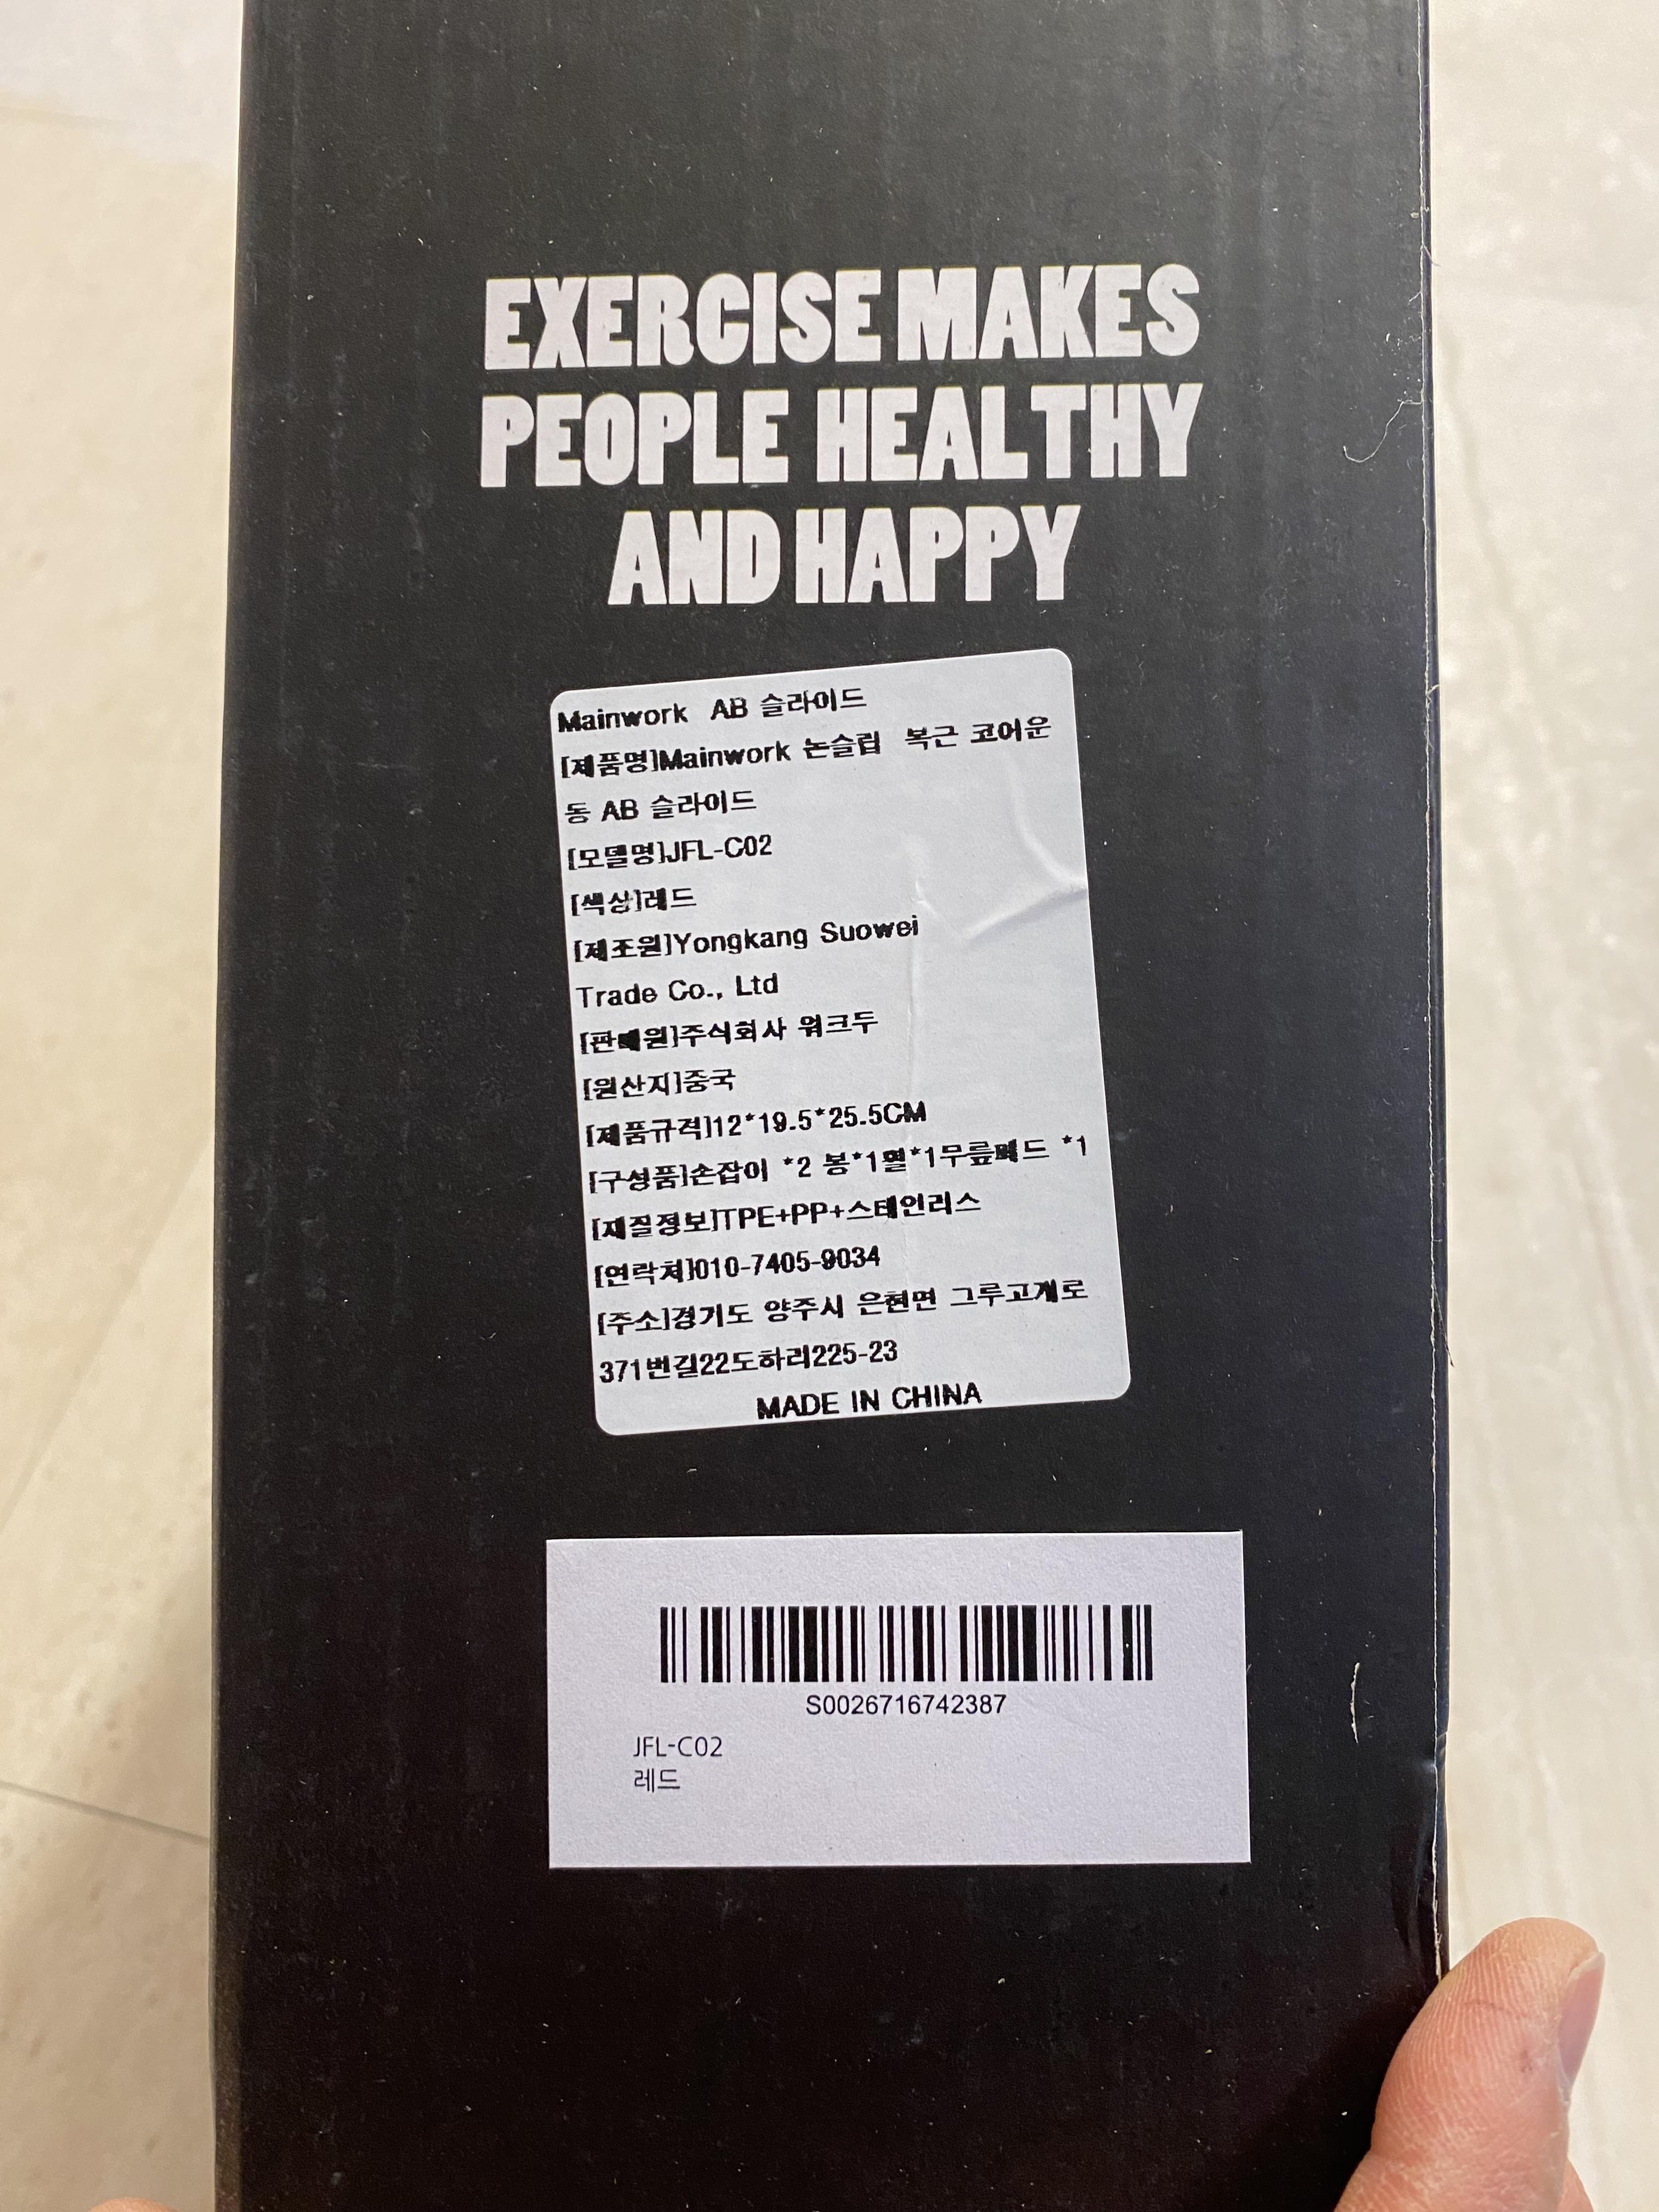 EXERCISE MAKES
PEOPLE HEALTHY
AND HAPPY
Mainwork AB 슬라이드
[제품명]Mainwork 논슬립 복근 코어운
동 AB 슬라이드
[모델명]JFL-C02
[색상]레드
[제조원]Yongkang Suowei
Trade Co., Ltd
[판매원]주식회사 워크두
[원산지]중국
[제품규격]12*19.5*25.5CM
[구성품]손잡이 *2 봉*1휠*1무릎패드 *1
[재질정보]TPE+PP+스테인리스
[연락처]010-7405-9034
[주소]경기도 양주시 은현면 그루고개로
371번길22도하리225-23
MADE IN CHINA
S0026716742387
JFL-C02
레드